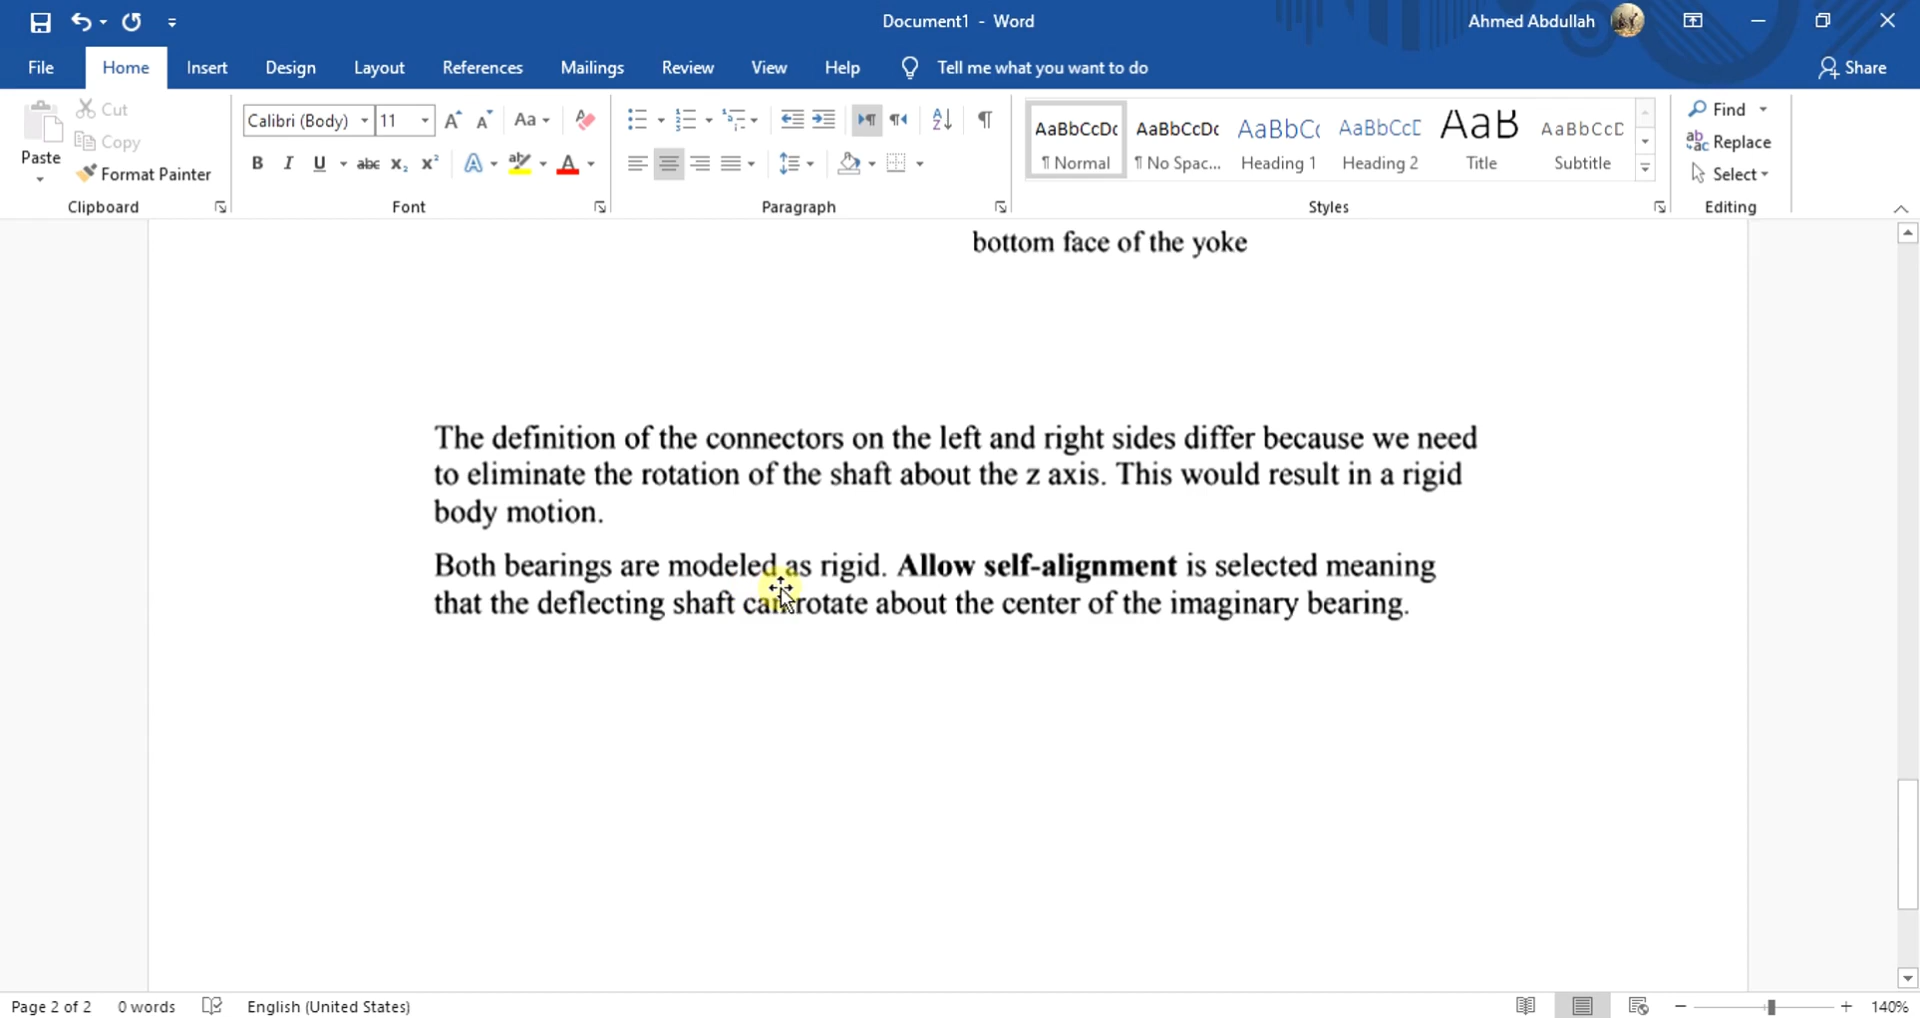 Document1 - Word
Ahmed Abdullah
File Home Insert Design Layout References Mailings Review View Help Tell me what you want to do Share
Paste
Cut
Copy
Format Painter
Clipboard
Calibri (Body) 11
Aa
B I U abc x₂ x² A
Font
Paragraph
AaBbCcDc AaBbCcDc AaBbC AaBbCcE AaB AaBbCcD
¶ Normal ¶ No Spac... Heading 1 Heading 2 Title Subtitle
Styles
Find
Replace
Select
Editing
bottom face of the yoke
The definition of the connectors on the left and right sides differ because we need
to eliminate the rotation of the shaft about the z axis. This would result in a rigid
body motion.
Both bearings are modeled as rigid. Allow self-alignment is selected meaning
that the deflecting shaft can rotate about the center of the imaginary bearing.
Page 2 of 2 0 words English (United States) 140%